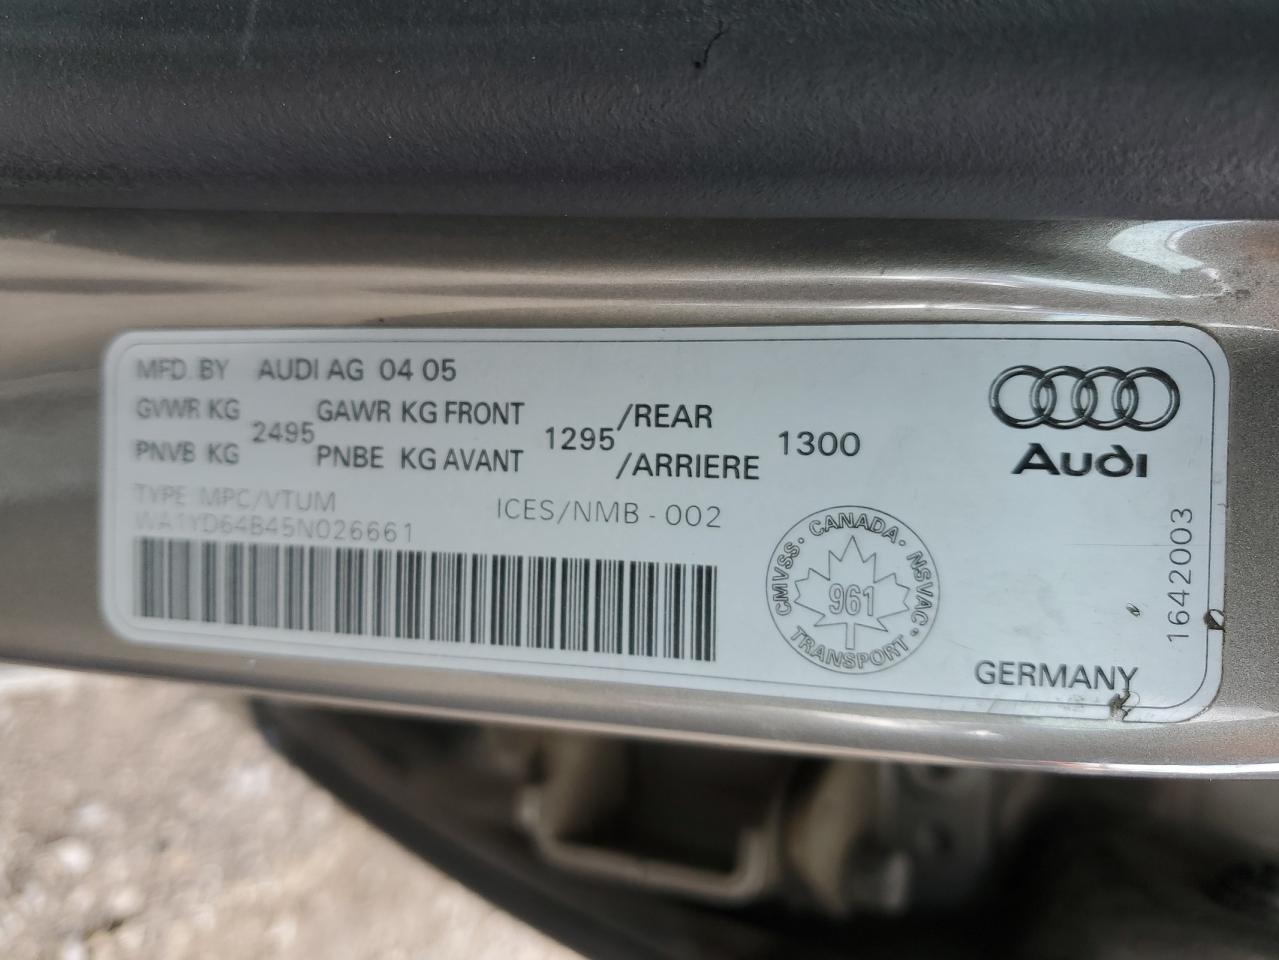 MFD. BY AUDI AG 04 05
GVWR KG 2495 GAWR KG FRONT 1295 /REAR 1300
PNVB KG PNBE KG AVANT /ARRIERE
TYPE MPC/VTUM ICES/NMB - 002
WA1YD64B45N026661
Audi
CMVSS · CANADA · NSVAC · TRANSPORT
961
GERMANY
1642003